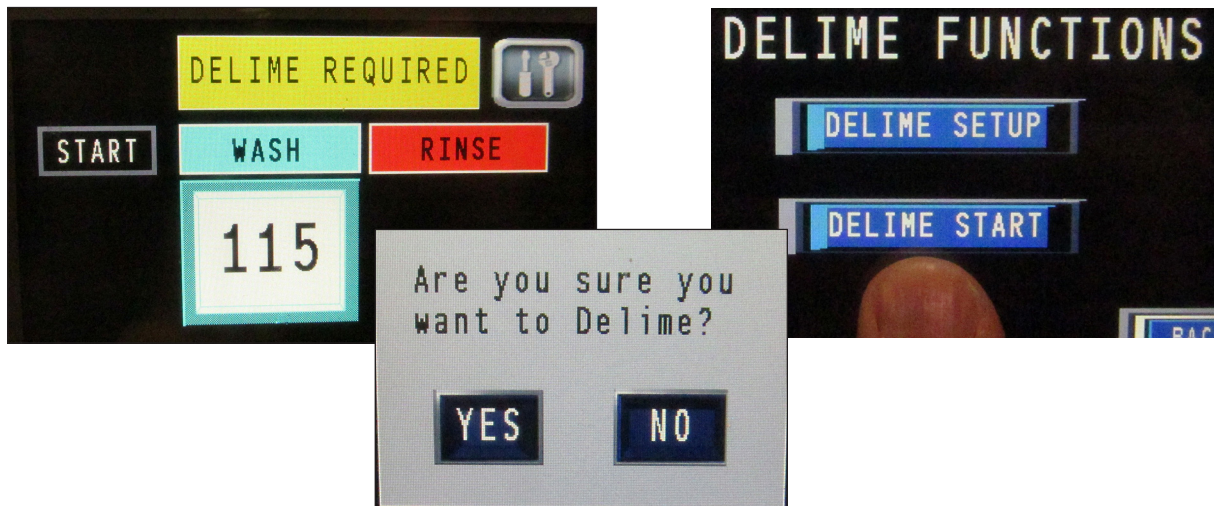 DELIME REQUIRED
START
WASH
RINSE
115
DELIME FUNCTIONS
DELIME SETUP
DELIME START
Are you sure you
want to Delime?
YES
NO